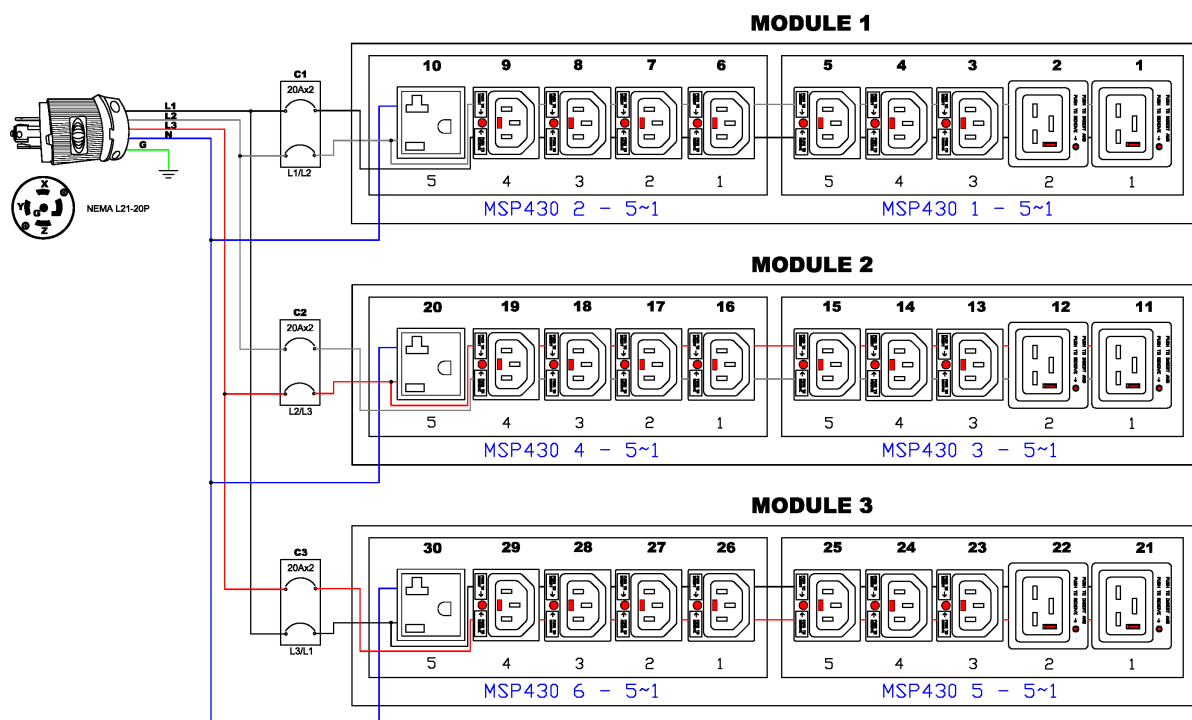 MODULE 1
10 9 8 7 6 5 4 3 2 1
C1
20Ax2
L1
L2
L3
N
G
L1/L2
5 4 3 2 1 5 4 3 2 1
MSP430 2 - 5~1 MSP430 1 - 5~1
X
Y
G
Z
NEMA L21-20P
MODULE 2
20 19 18 17 16 15 14 13 12 11
C2
20Ax2
L2/L3
5 4 3 2 1 5 4 3 2 1
MSP430 4 - 5~1 MSP430 3 - 5~1
MODULE 3
30 29 28 27 26 25 24 23 22 21
C3
20Ax2
L3/L1
5 4 3 2 1 5 4 3 2 1
MSP430 6 - 5~1 MSP430 5 - 5~1